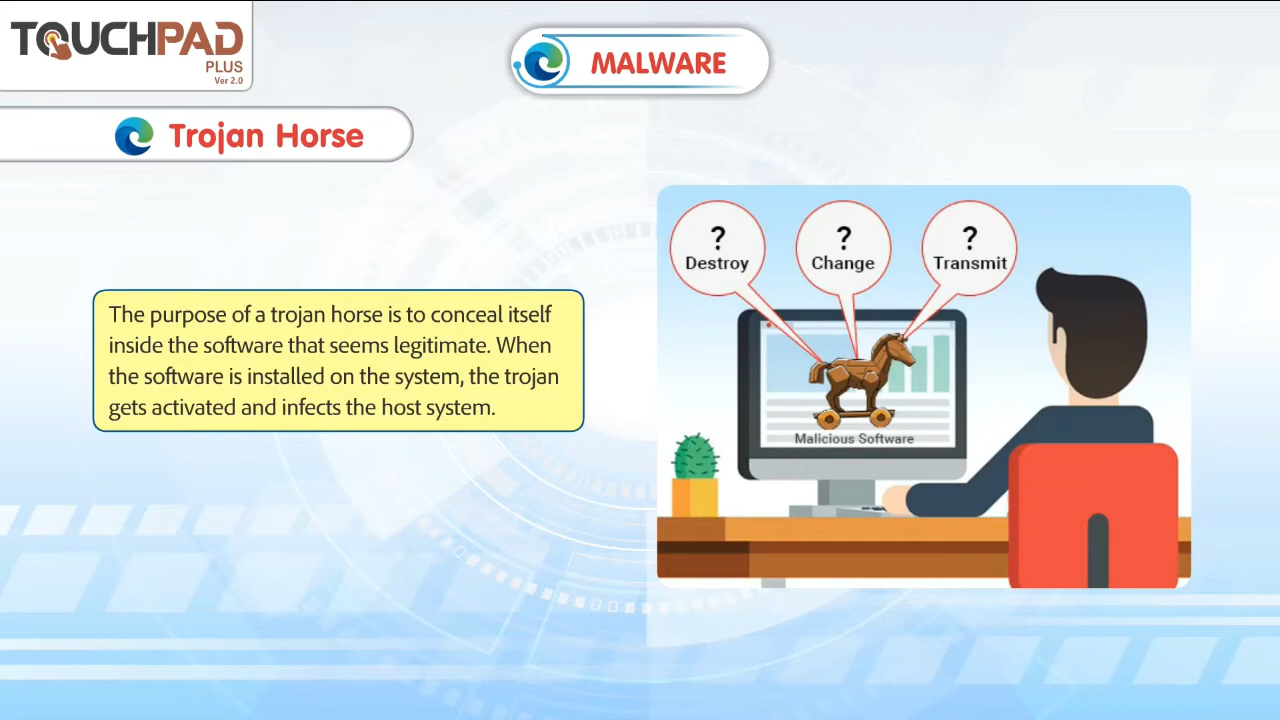 TOUCHPAD
PLUS
Ver 2.0
MALWARE
Trojan Horse
The purpose of a trojan horse is to conceal itself
inside the software that seems legitimate. When
the software is installed on the system, the trojan
gets activated and infects the host system.
?
Destroy
?
Change
?
Transmit
Malicious Software